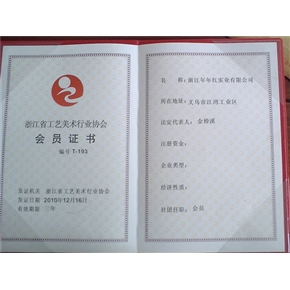 浙江省工艺美术行业协会
会员证书
编号 T-193
发证机关 浙江省工艺美术行业协会
发证日期 2010年12月16日
有效期限 三年
名 称：浙江年年红实业有限公司
所在地址：义乌市江湾工业区
法定代表人：金棒溪
注册资金：
企业类型：
经济性质：
社团任职：会员